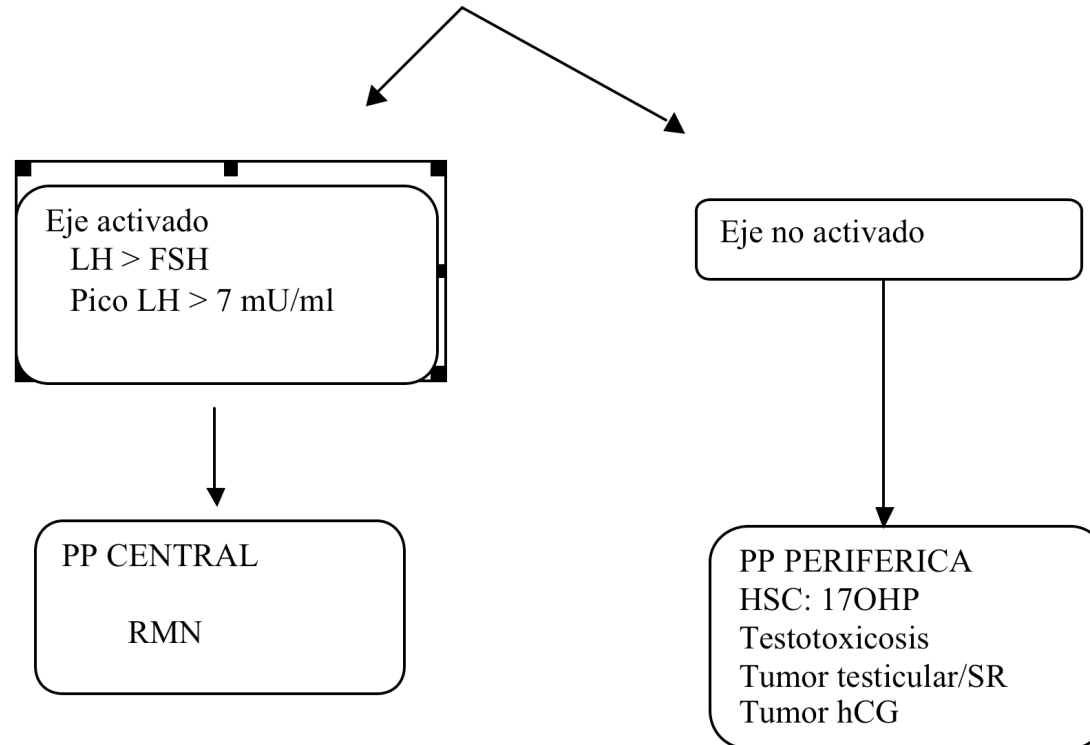 Eje activado
LH > FSH
Pico LH > 7 mU/ml
Eje no activado
PP CENTRAL
RMN
PP PERIFERICA
HSC: 17OHP
Testotoxicosis
Tumor testicular/SR
Tumor hCG